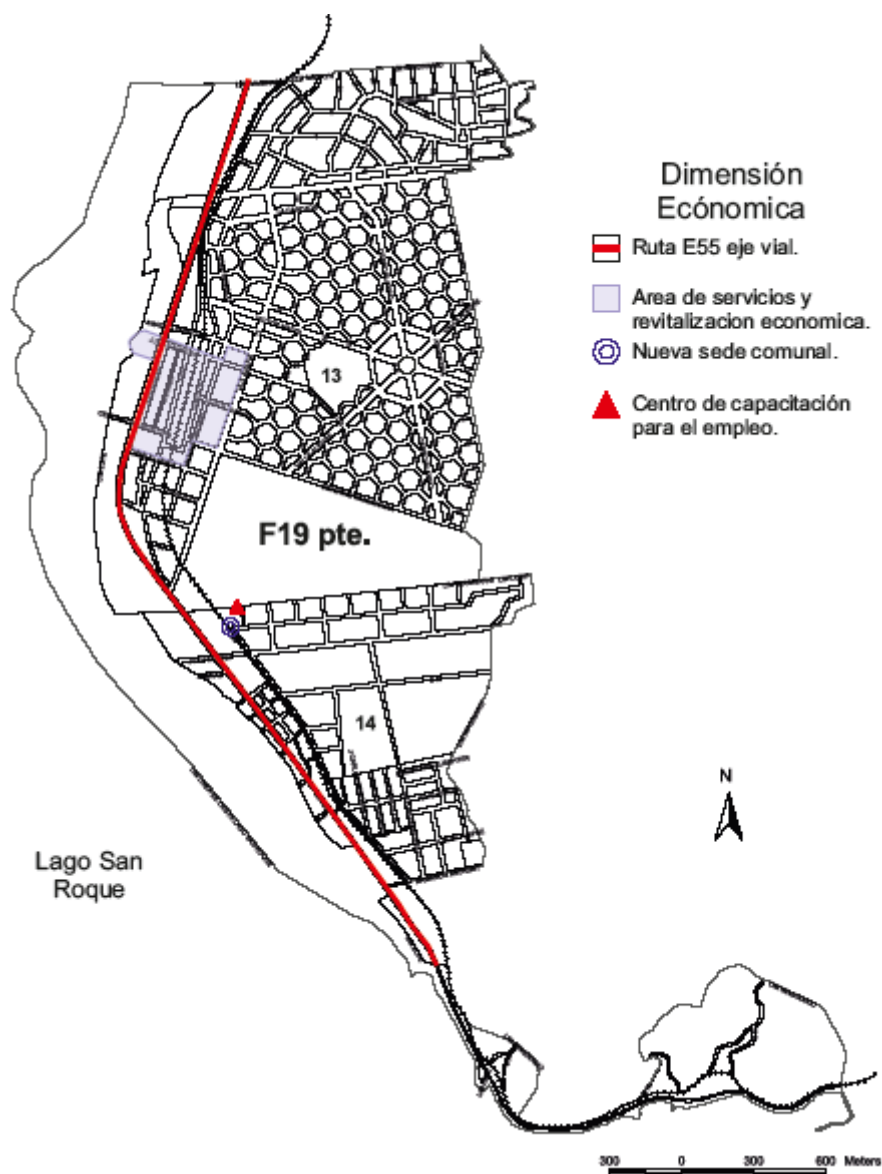 Dimensión
Ecónomica
Ruta E55 eje vial.
Area de servicios y
revitalizacion economica.
Nueva sede comunal.
Centro de capacitación
para el empleo.
13
F19 pte.
14
N
Lago San
Roque
300 0 300 600 Meters